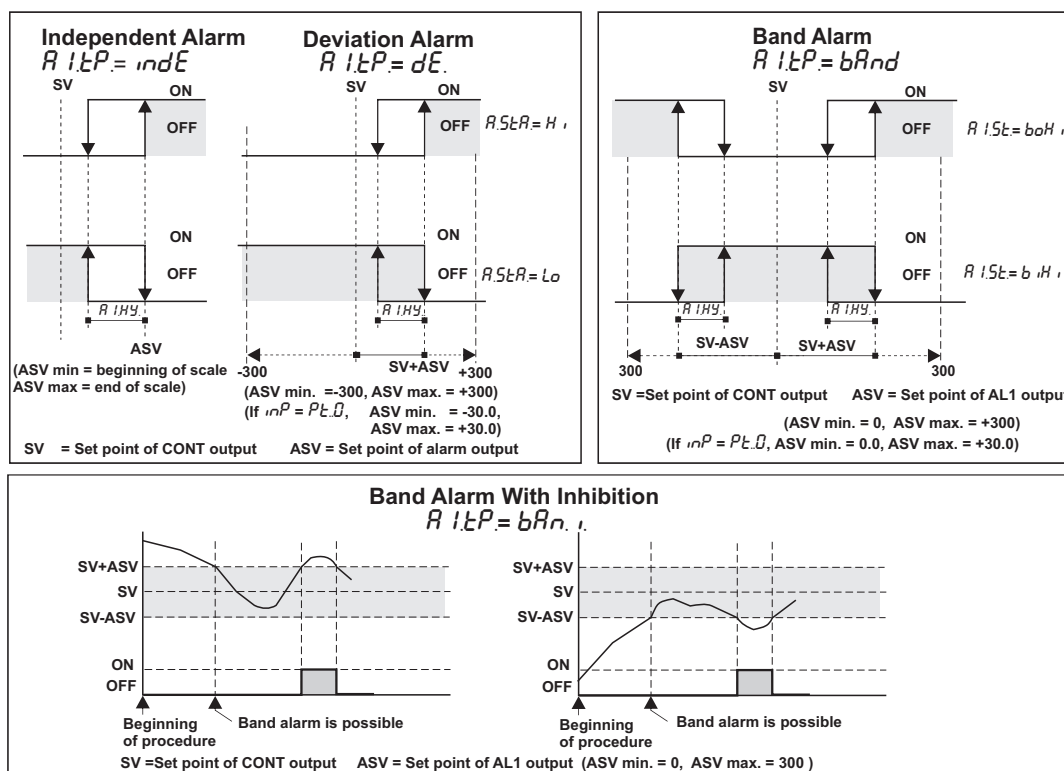 Independent Alarm
A1.tP.= indE
SV
ON
OFF
ON
OFF
A1.HY.
ASV
(ASV min = beginning of scale
ASV max = end of scale)
Deviation Alarm
A1.tP.= dE.
SV
ON
OFF
A.StA.= Hi
ON
OFF
A.StA.= Lo
A1.HY.
-300
SV+ASV
+300
(ASV min. =-300, ASV max. = +300)
(If inP = Pt..0, ASV min. = -30.0,
ASV max. = +30.0)
SV = Set point of CONT output ASV = Set point of alarm output
Band Alarm
A1.tP.= bAnd
SV
ON
OFF
A1.St.= boHi
ON
OFF
A1.St.= biHi
A1.HY.
A1.HY.
300
SV-ASV
SV+ASV
300
SV =Set point of CONT output ASV = Set point of AL1 output
(ASV min. = 0, ASV max. = +300)
(If inP = Pt..0, ASV min. = 0.0, ASV max. = +30.0)
Band Alarm With Inhibition
A1.tP.= bAn.i.
SV+ASV
SV
SV-ASV
ON
OFF
Beginning
of procedure
Band alarm is possible
SV+ASV
SV
SV-ASV
ON
OFF
Beginning
of procedure
Band alarm is possible
SV =Set point of CONT output ASV = Set point of AL1 output (ASV min. = 0, ASV max. = 300 )